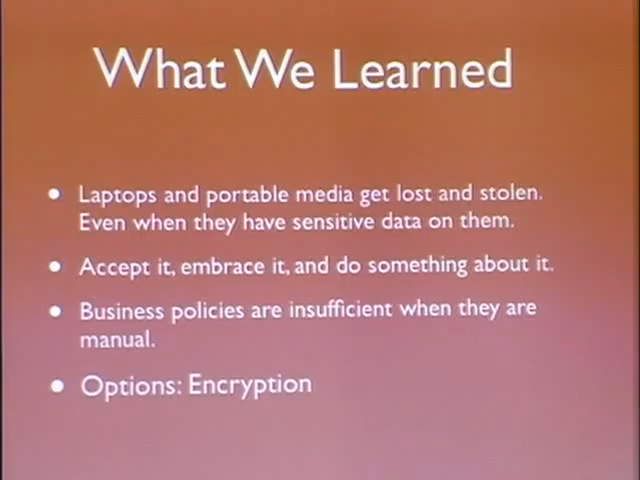 What We Learned
• Laptops and portable media get lost and stolen.
Even when they have sensitive data on them.
• Accept it, embrace it, and do something about it.
• Business policies are insufficient when they are
manual.
• Options: Encryption